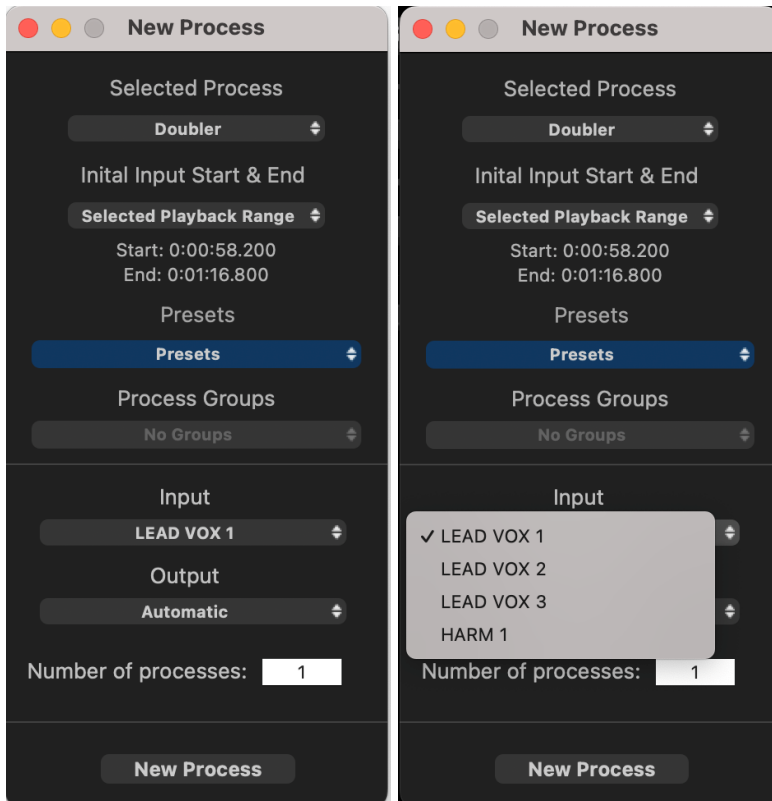 New Process
Selected Process
Doubler
Inital Input Start & End
Selected Playback Range
Start: 0:00:58.200
End: 0:01:16.800
Presets
Presets
Process Groups
No Groups
Input
LEAD VOX 1
Output
Automatic
Number of processes: 1
New Process
New Process
Selected Process
Doubler
Inital Input Start & End
Selected Playback Range
Start: 0:00:58.200
End: 0:01:16.800
Presets
Presets
Process Groups
No Groups
Input
✓ LEAD VOX 1
LEAD VOX 2
LEAD VOX 3
HARM 1
Number of processes: 1
New Process